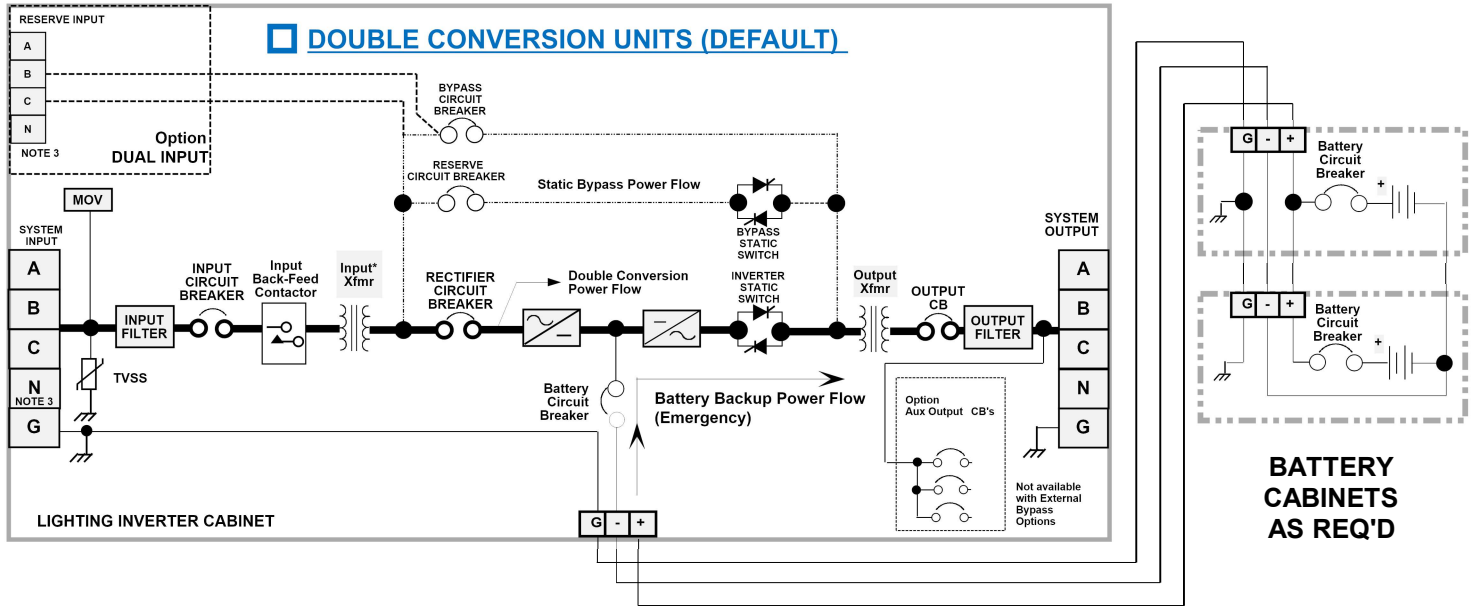 RESERVE INPUT
A
B
C
N
NOTE 3
Option
DUAL INPUT
DOUBLE CONVERSION UNITS (DEFAULT)
BYPASS
CIRCUIT
BREAKER
RESERVE
CIRCUIT BREAKER
Static Bypass Power Flow
BYPASS
STATIC
SWITCH
MOV
SYSTEM
INPUT
A
B
C
N
NOTE 3
G
TVSS
INPUT
FILTER
INPUT
CIRCUIT
BREAKER
Input
Back-Feed
Contactor
Input*
Xfmr
RECTIFIER
CIRCUIT
BREAKER
Double Conversion
Power Flow
INVERTER
STATIC
SWITCH
Output
Xfmr
OUTPUT
CB
OUTPUT
FILTER
SYSTEM
OUTPUT
A
B
C
N
G
Battery
Circuit
Breaker
Battery Backup Power Flow
(Emergency)
Option
Aux Output CB's
Not available
with External
Bypass
Options
LIGHTING INVERTER CABINET
G - +
G - +
Battery
Circuit
Breaker
+
G - +
Battery
Circuit
Breaker
+
BATTERY
CABINETS
AS REQ'D